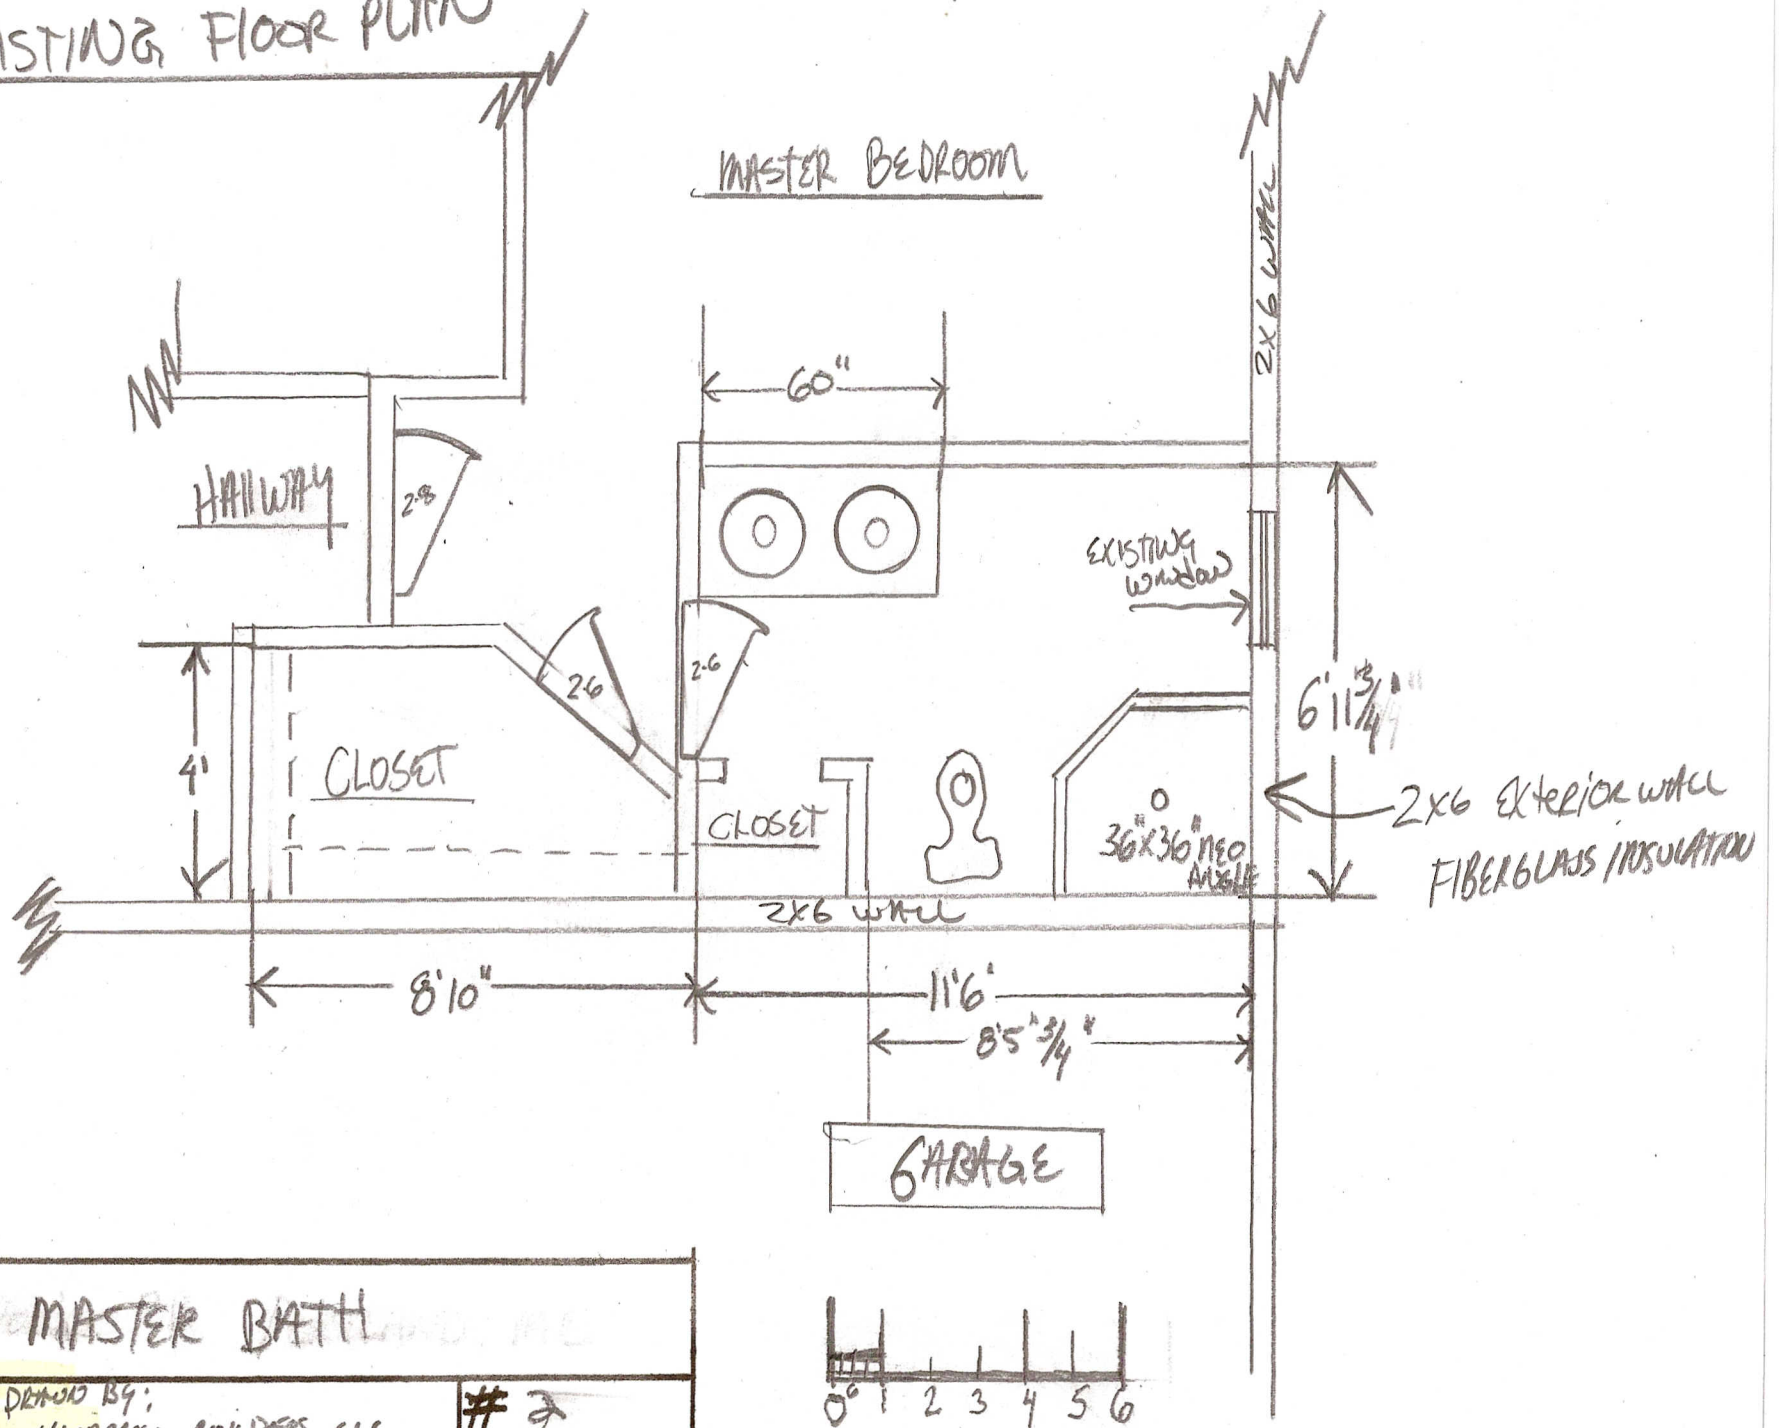 ISTING FLOOR PLAN
MASTER BEDROOM
2X6 WALL
60"
HALLWAY
2-8
EXISTING
WINDOW
2-6
2-6
6'11 3/4"
4'
CLOSET
CLOSET
36"X36" NEO
ANGLE
2X6 EXTERIOR WALL
FIBERGLASS INSULATION
2X6 WALL
8'10"
11'6"
8'5" 3/4"
GARAGE
MASTER BATH
DRAWN BY:
# 2
0 6 1 2 3 4 5 6